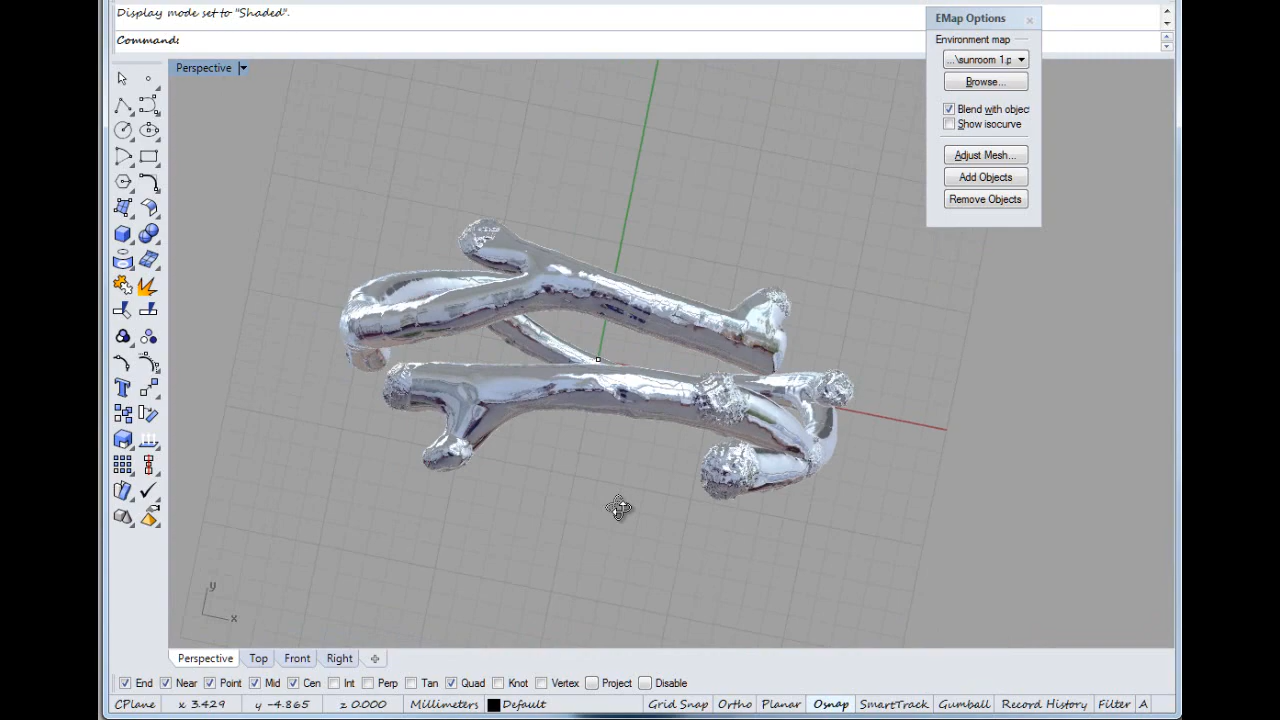 Display mode set to "Shaded".
Command:
Perspective
EMap Options
Environment map
...\sunroom 1.p
Browse...
Blend with objec
Show isocurve
Adjust Mesh...
Add Objects
Remove Objects
y
x
Perspective Top Front Right
End Near Point Mid Cen Int Perp Tan Quad Knot Vertex Project Disable
CPlane x 3.429 y -4.865 z 0.000 Millimeters Default Grid Snap Ortho Planar Osnap SmartTrack Gumball Record History Filter A